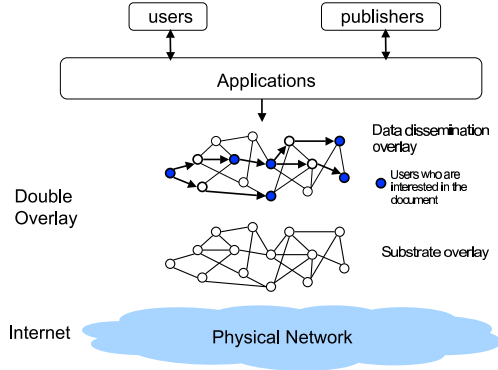 users
publishers
Applications
Data dissemination
overlay
Users who are
interested in the
document
Double
Overlay
Substrate overlay
Internet
Physical Network